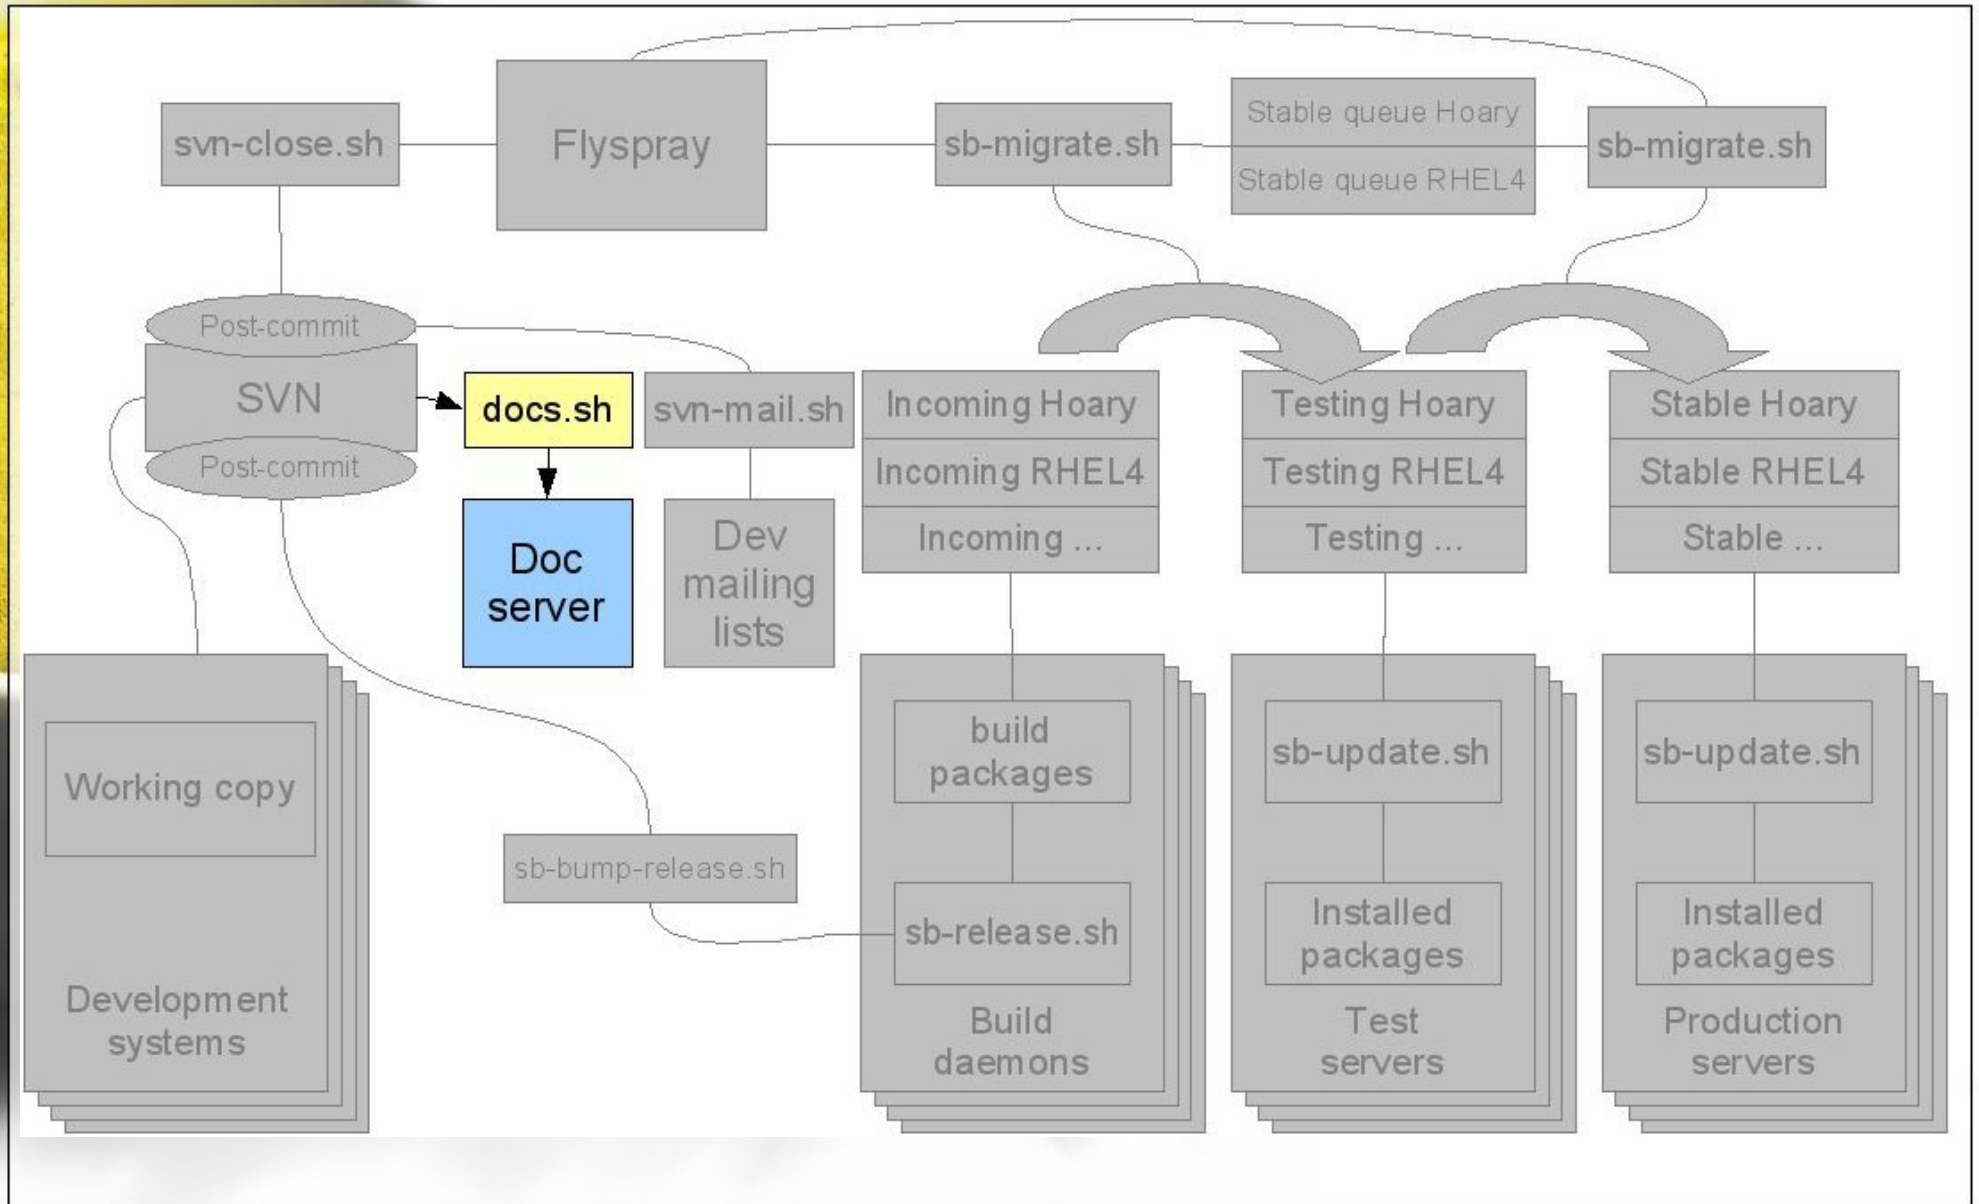 svn-close.sh
Flyspray
sb-migrate.sh
Stable queue Hoary
Stable queue RHEL4
sb-migrate.sh
Post-commit
SVN
Post-commit
docs.sh
svn-mail.sh
Doc
server
Dev
mailing
lists
Incoming Hoary
Incoming RHEL4
Incoming ...
Testing Hoary
Testing RHEL4
Testing ...
Stable Hoary
Stable RHEL4
Stable ...
Working copy
Development
systems
sb-bump-release.sh
build
packages
sb-release.sh
Build
daemons
sb-update.sh
Installed
packages
Test
servers
sb-update.sh
Installed
packages
Production
servers